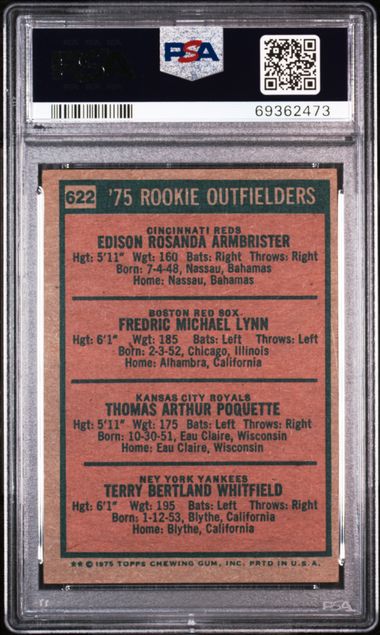 PSA
69362473
622 '75 ROOKIE OUTFIELDERS
CINCINNATI REDS
EDISON ROSANDA ARMBRISTER
Hgt: 5'11" Wgt: 160 Bats: Right Throws: Right
Born: 7-4-48, Nassau, Bahamas
Home: Nassau, Bahamas
BOSTON RED SOX
FREDRIC MICHAEL LYNN
Hgt: 6'1" Wgt: 185 Bats: Left Throws: Left
Born: 2-3-52, Chicago, Illinois
Home: Alhambra, California
KANSAS CITY ROYALS
THOMAS ARTHUR POQUETTE
Hgt: 5'11" Wgt: 175 Bats: Left Throws: Right
Born: 10-30-51, Eau Claire, Wisconsin
Home: Eau Claire, Wisconsin
NEY YORK YANKEES
TERRY BERTLAND WHITFIELD
Hgt: 6'1" Wgt: 195 Bats: Left Throws: Right
Born: 1-12-53, Blythe, California
Home: Blythe, California
** © 1975 TOPPS CHEWING GUM, INC. PRTD IN U.S.A.
PSA